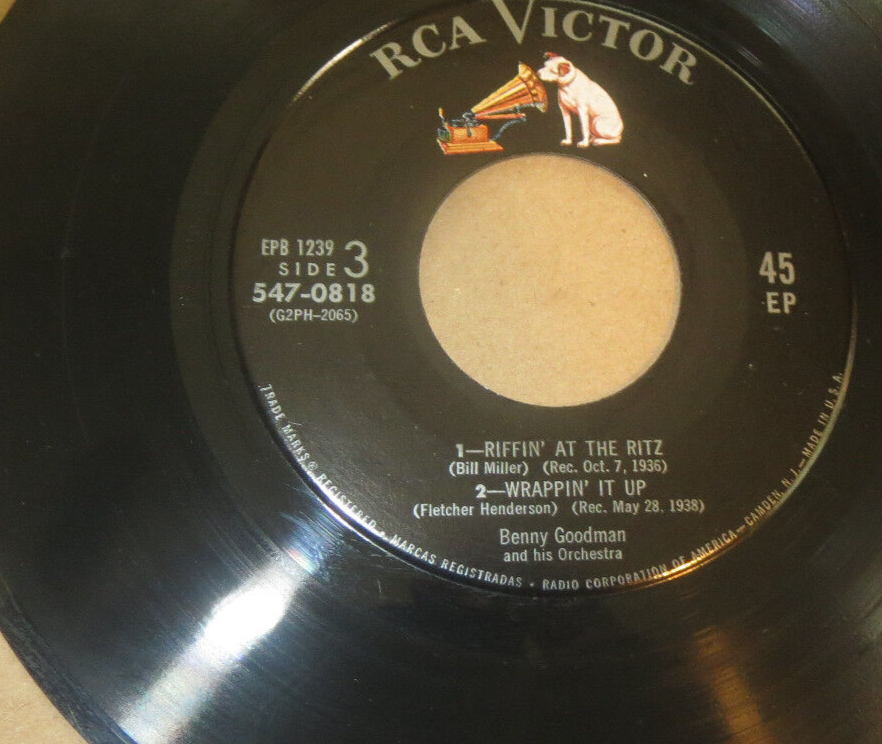 RCA VICTOR
EPB 1239
SIDE 3
547-0818
(G2PH-2065)
45
EP
1—RIFFIN' AT THE RITZ
(Bill Miller) (Rec. Oct. 7, 1936)
2—WRAPPIN' IT UP
(Fletcher Henderson) (Rec. May 28, 1938)
Benny Goodman
and his Orchestra
TRADE MARKS ® REGISTERED • MARCAS REGISTRADAS • RADIO CORPORATION OF AMERICA—CAMDEN, N. J.—MADE IN U.S.A.